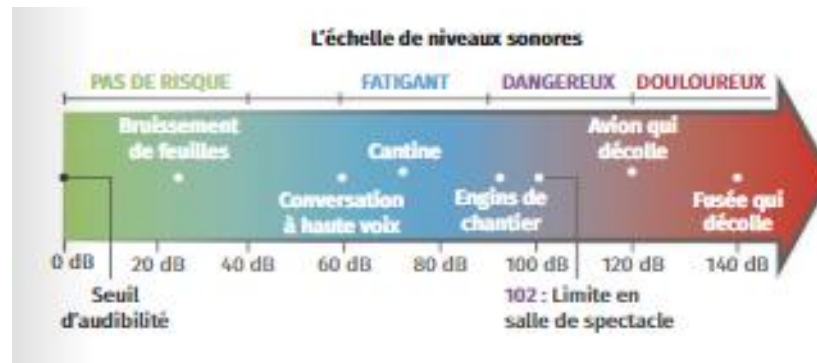 L'échelle de niveaux sonores
PAS DE RISQUE
FATIGANT
DANGEREUX
DOULOUREUX
Bruissement
de feuilles
Conversation
à haute voix
Cantine
Engins de
chantier
Avion qui
décolle
Fusée qui
décolle
0 dB 20 dB 40 dB 60 dB 80 dB 100 dB 120 dB 140 dB
Seuil
d'audibilité
102 : Limite en
salle de spectacle